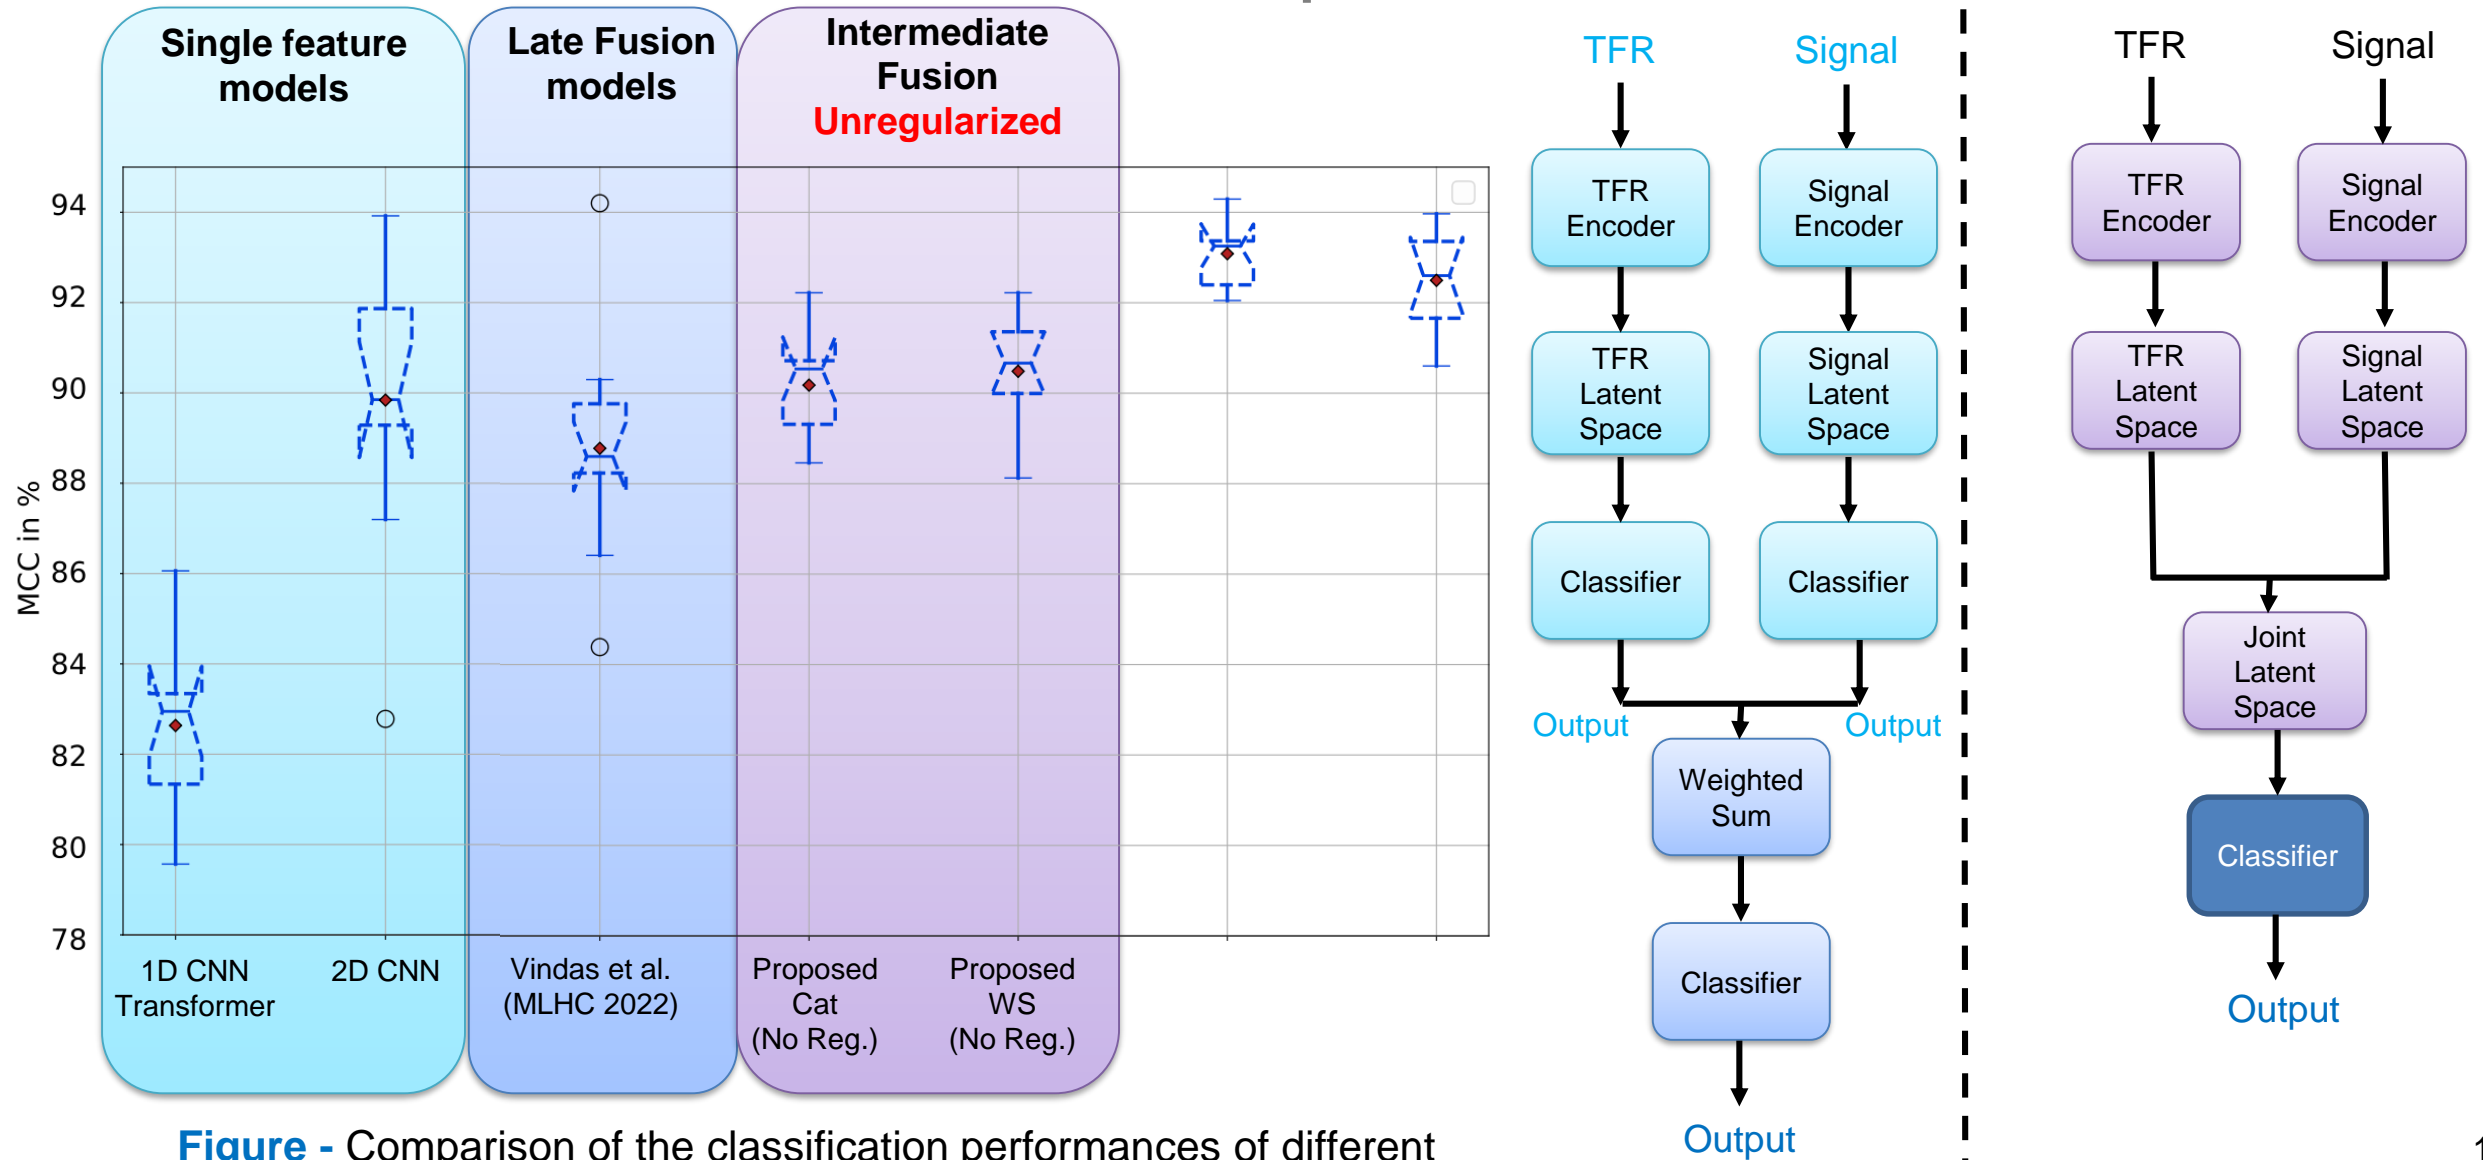 Single feature
models
Late Fusion
models
Intermediate
Fusion
Unregularized
MCC in %
94
92
90
88
86
84
82
80
78
1D CNN
Transformer
2D CNN
Vindas et al.
(MLHC 2022)
Proposed
Cat
(No Reg.)
Proposed
WS
(No Reg.)
Figure - Comparison of the classification performances of different
TFR
Signal
TFR
Encoder
Signal
Encoder
TFR
Latent
Space
Signal
Latent
Space
Classifier
Classifier
Output
Output
Weighted
Sum
Classifier
Output
TFR
Signal
TFR
Encoder
Signal
Encoder
TFR
Latent
Space
Signal
Latent
Space
Joint
Latent
Space
Classifier
Output